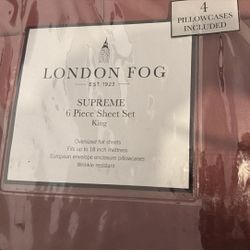 4
PILLOWCASES
INCLUDED
LONDON FOG
EST. 1923
SUPREME
6 Piece Sheet Set
King
Oversized flat sheets
Fits up to 18 inch mattress
European envelope enclosure pillowcases
Wrinkle resistant